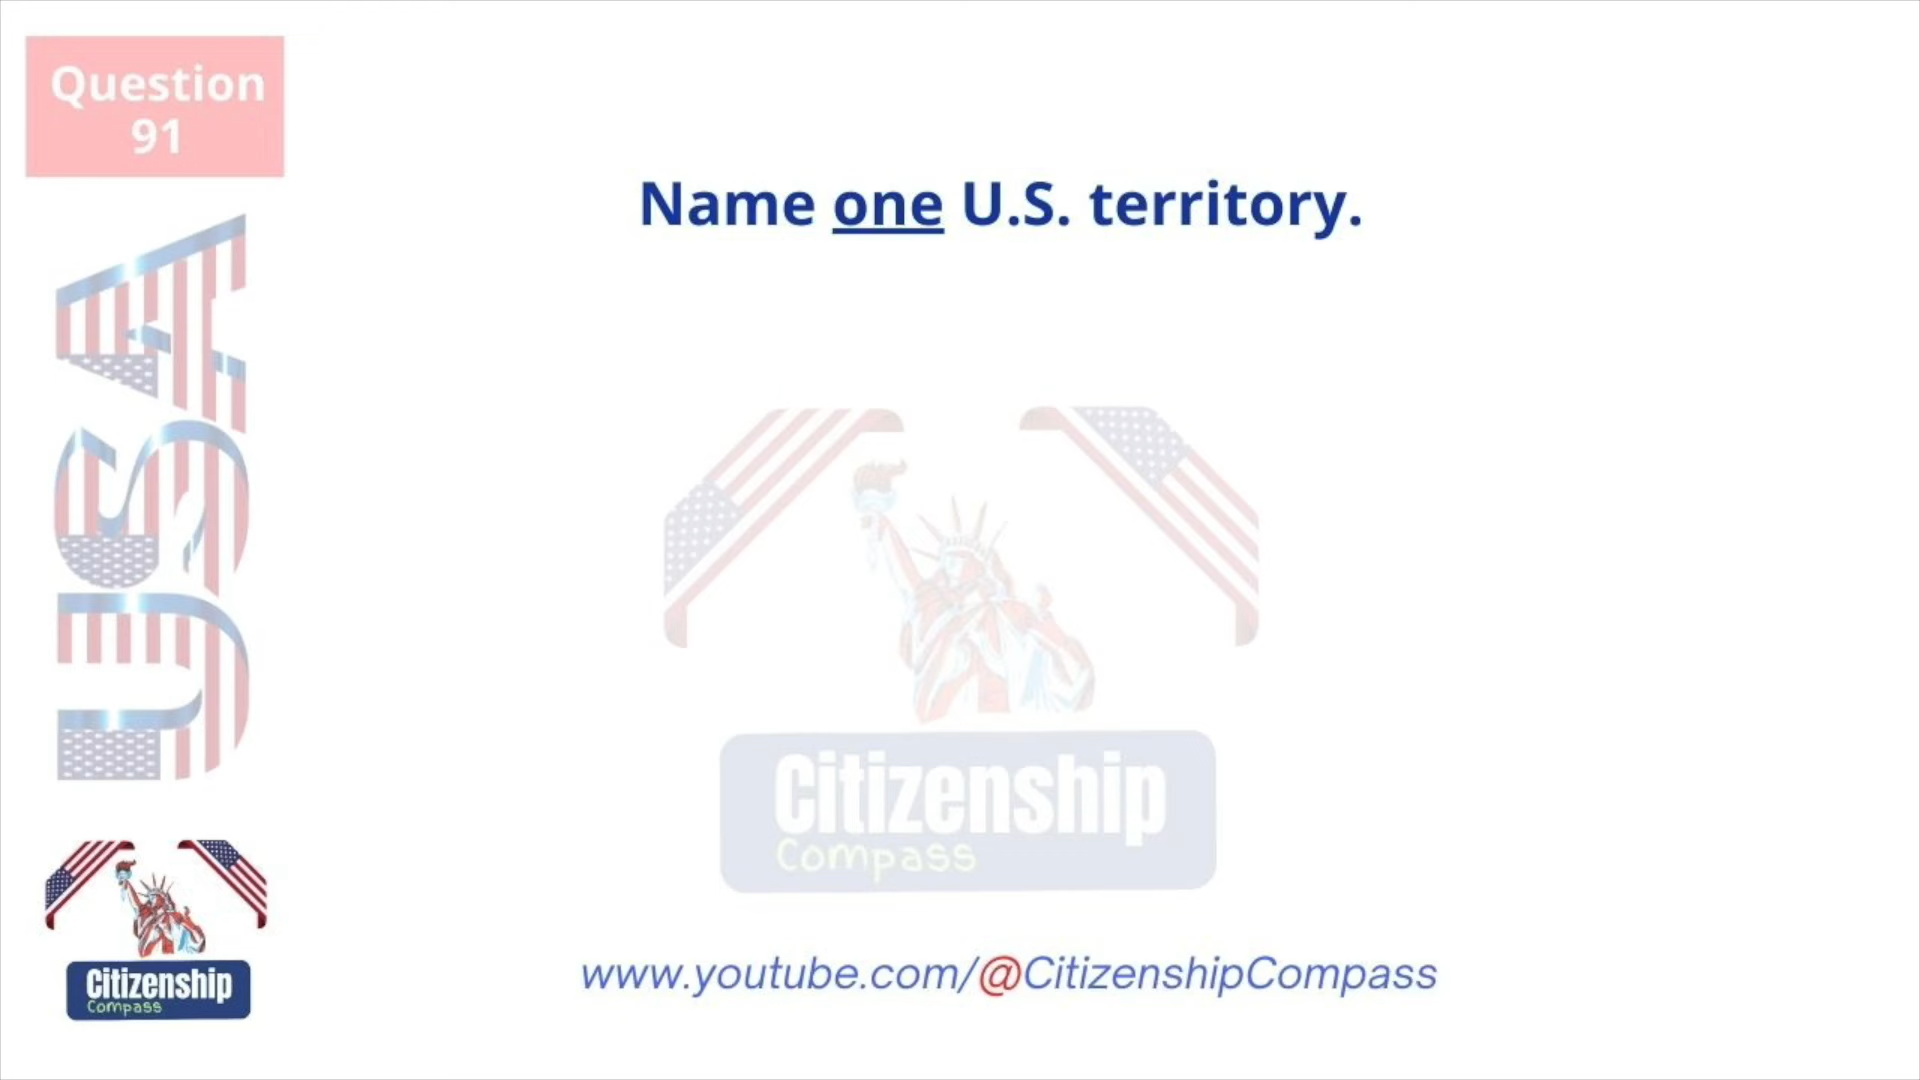 Question
91
Name one U.S. territory.
USA
Citizenship
Compass
www.youtube.com/@CitizenshipCompass
Citizenship
Compass